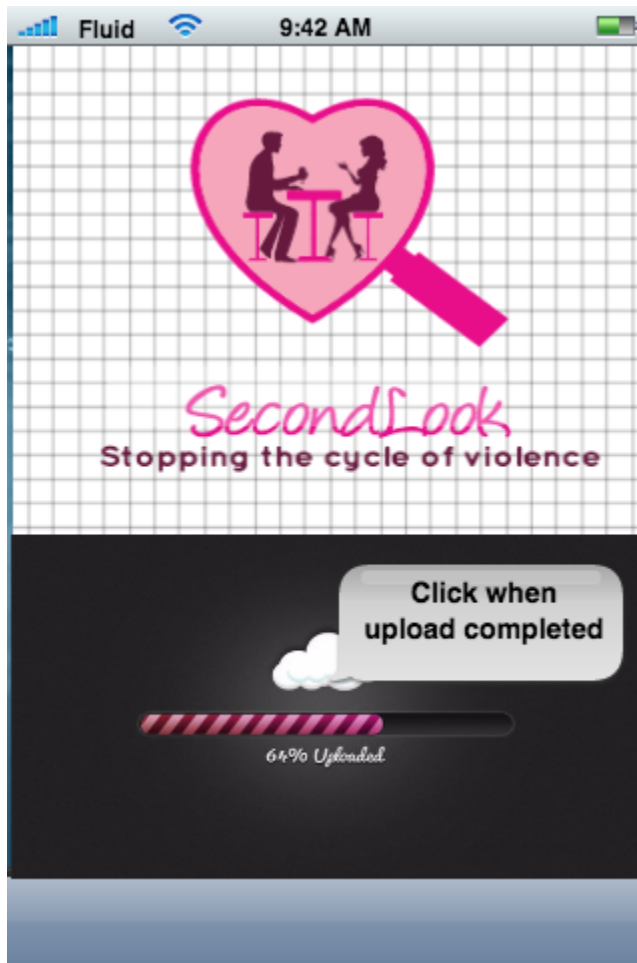 Fluid 9:42 AM
SecondLook
Stopping the cycle of violence
Click when
upload completed
64% Uploaded